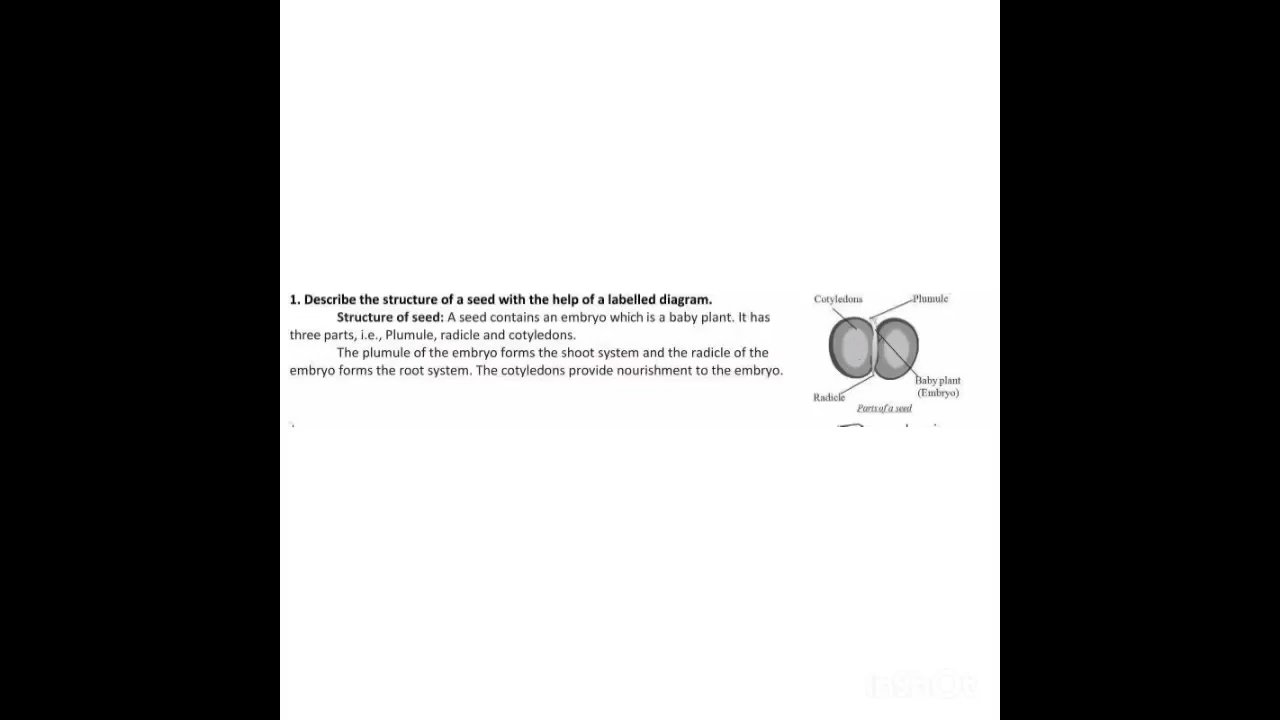 1. Describe the structure of a seed with the help of a labelled diagram.
Structure of seed: A seed contains an embryo which is a baby plant. It has
three parts, i.e., Plumule, radicle and cotyledons.
The plumule of the embryo forms the shoot system and the radicle of the
embryo forms the root system. The cotyledons provide nourishment to the embryo.
Cotyledons
Plumule
Baby plant
(Embryo)
Radicle
Parts of a seed
InShot